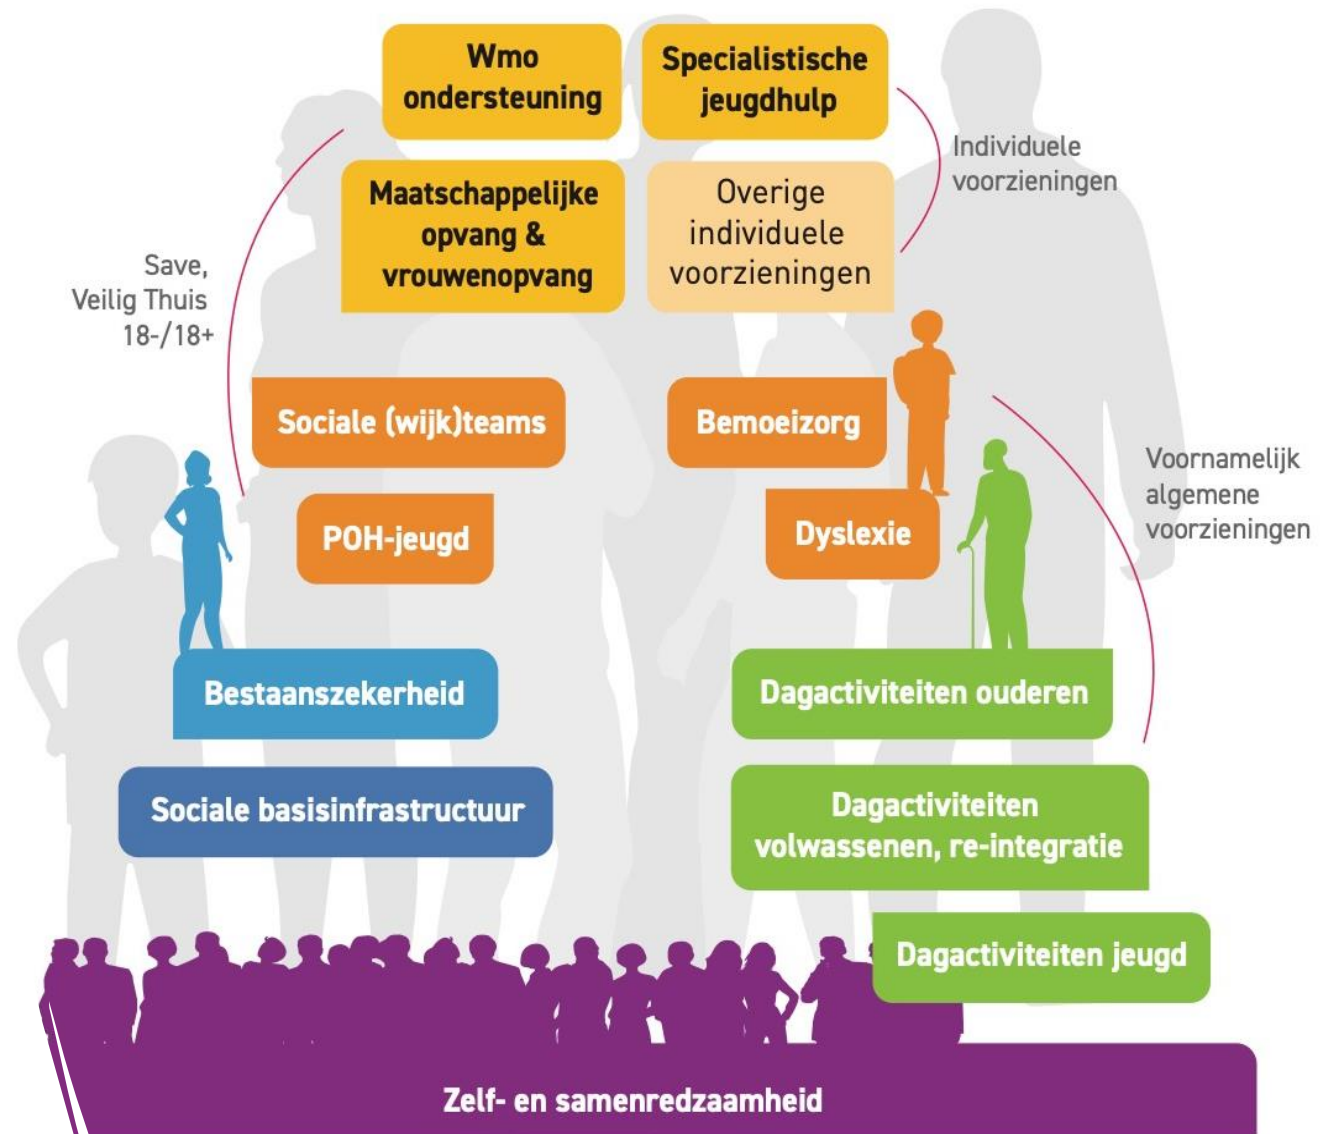 Wmo
ondersteuning
Specialistische
jeugdhulp
Individuele
voorzieningen
Maatschappelijke
opvang &
vrouwenopvang
Overige
individuele
voorzieningen
Save,
Veilig Thuis
18-/18+
Sociale (wijk)teams
Bemoeizorg
Voornamelijk
algemene
voorzieningen
POH-jeugd
Dyslexie
Bestaanszekerheid
Dagactiviteiten ouderen
Sociale basisinfrastructuur
Dagactiviteiten
volwassenen, re-integratie
Dagactiviteiten jeugd
Zelf- en samenredzaamheid